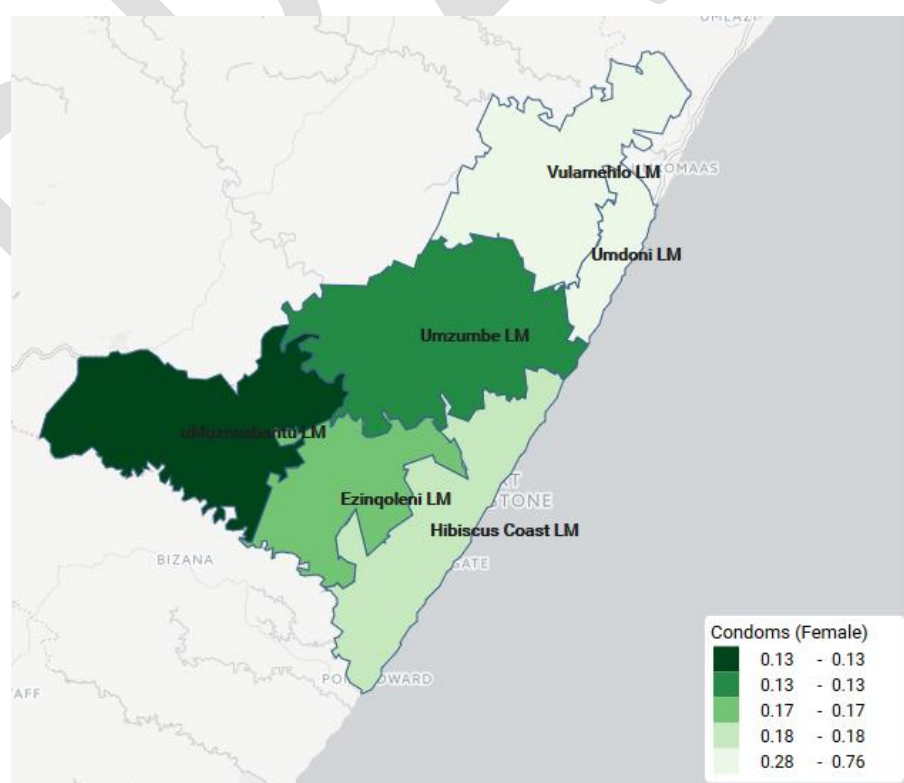 UMLAZI
Vulamehlo LM
OMAAS
Umdoni LM
Umzumbe LM
uMuziwabantu LM
Ezinqoleni LM
STONE
Hibiscus Coast LM
BIZANA
GATE
Condoms (Female)
0.13 - 0.13
0.13 - 0.13
0.17 - 0.17
0.18 - 0.18
0.28 - 0.76